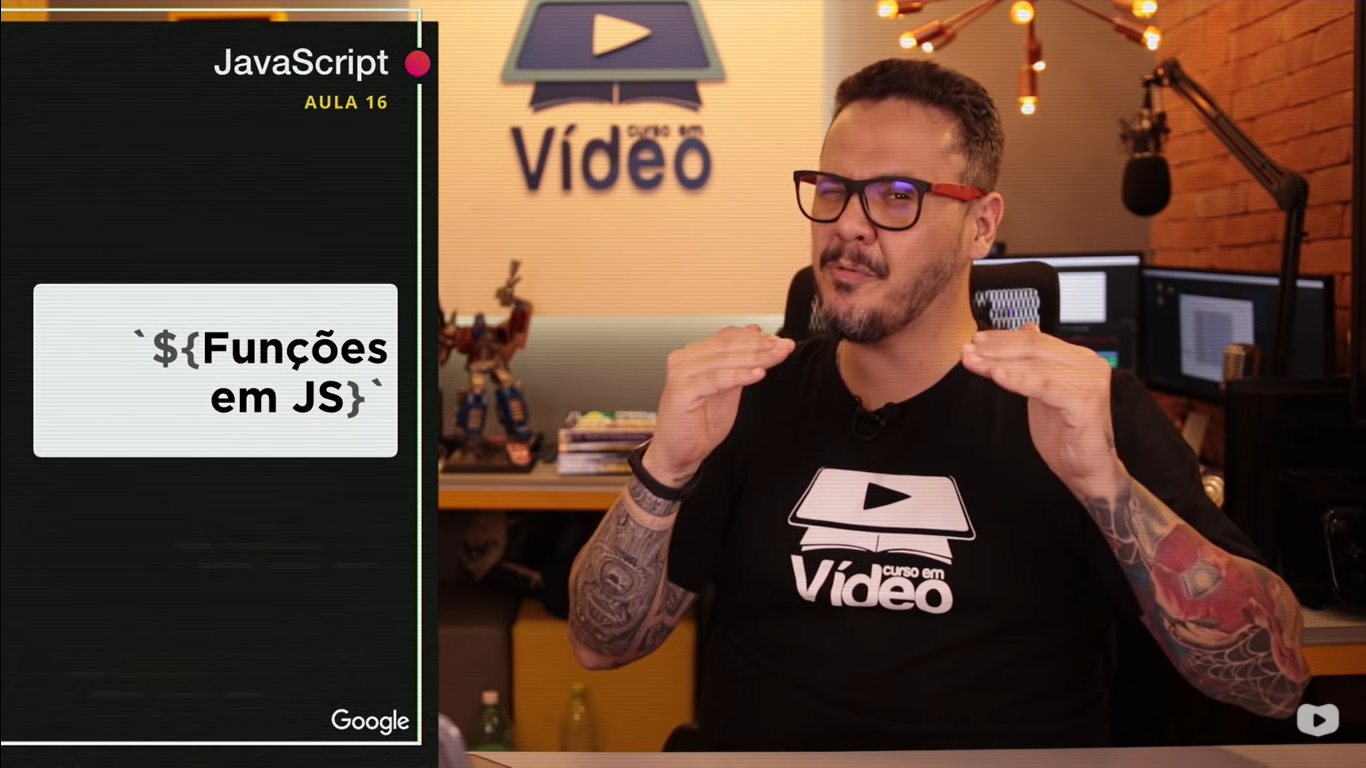 JavaScript
AULA 16
`${Funções
em JS}`
Google
curso em
Vídeo
curso em
Vídeo